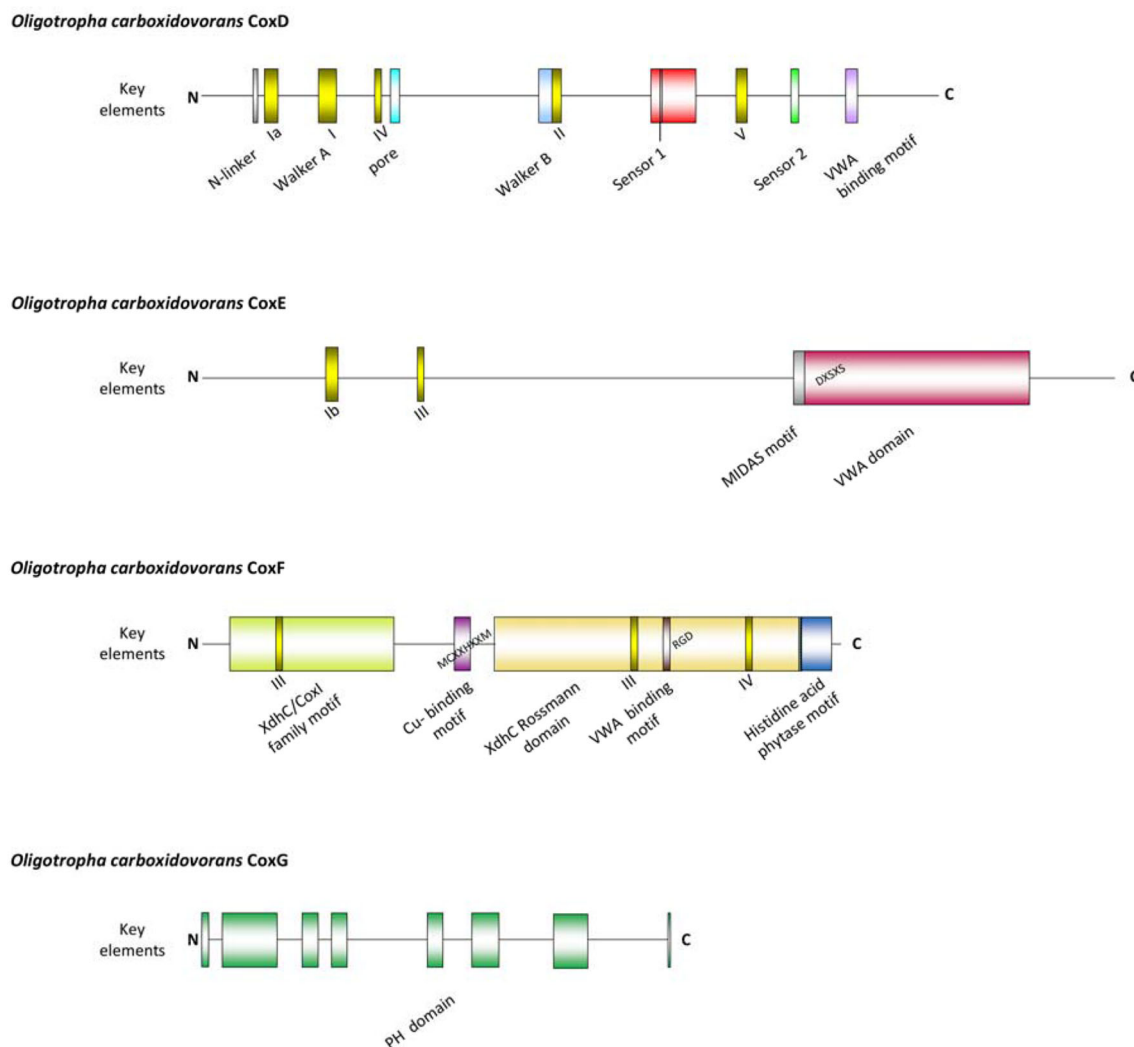 Oligotropha carboxidovorans CoxD
Key
elements
N
C
Ia
I
IV
II
V
N-linker
Walker A
pore
Walker B
Sensor 1
Sensor 2
VWA
binding motif
Oligotropha carboxidovorans CoxE
Key
elements
N
DXSXS
C
Ib
III
MIDAS motif
VWA domain
Oligotropha carboxidovorans CoxF
Key
elements
N
MCXXHXXM
RGD
C
III
III
IV
XdhC/CoxI
family motif
Cu- binding
motif
XdhC Rossmann
domain
VWA binding
motif
Histidine acid
phytase motif
Oligotropha carboxidovorans CoxG
Key
elements
N
C
PH domain